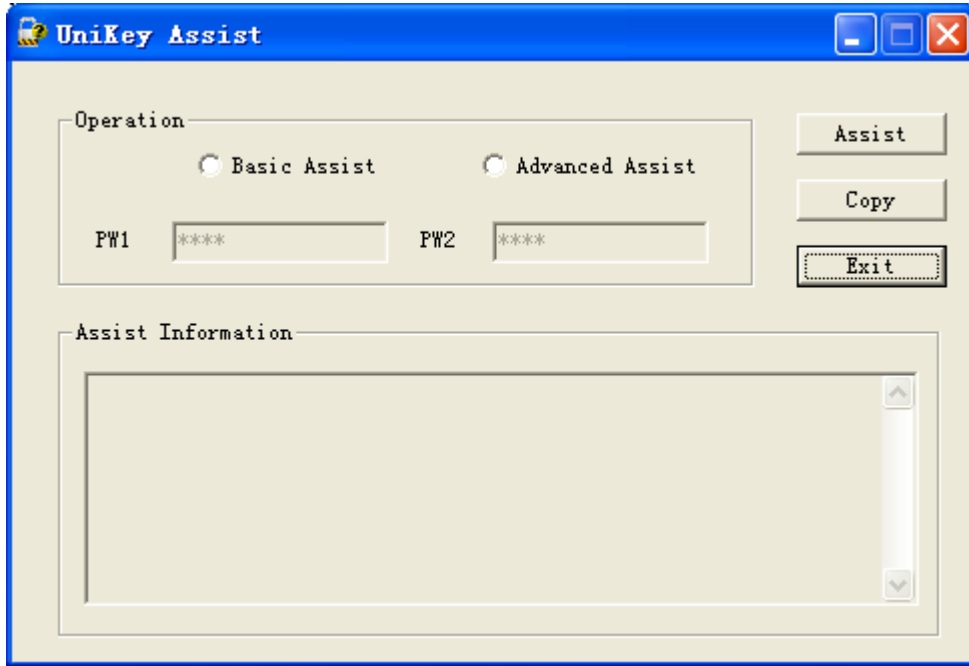 UniKey Assist
Operation
Basic Assist Advanced Assist
PW1 **** PW2 ****
Assist
Copy
Exit
Assist Information